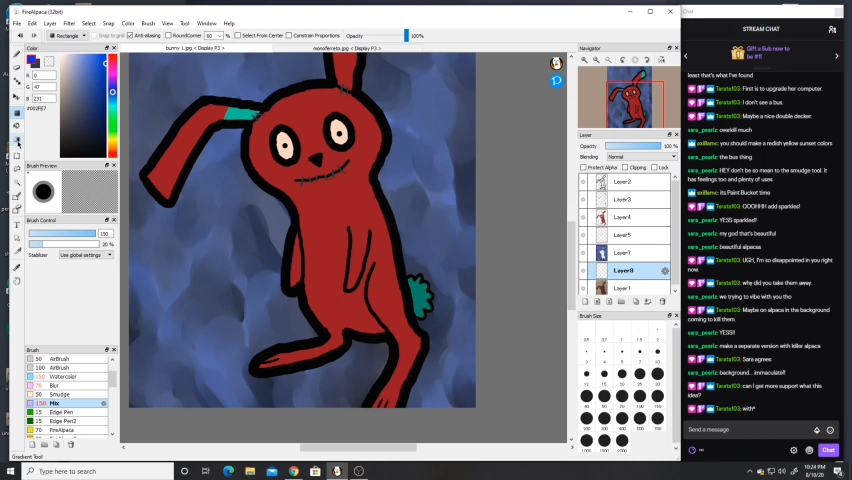 FireAlpaca (32bit)
File Edit Layer Filter Select Snap Color Brush View Tool Window Help
Rectangle Snap to grid Anti-aliasing RoundCorner 60 % Select From Center Constrain Proportions Opacity 100%
bunny 1.jpg < Display P3 > monoferreto.jpg < Display P3 >
Color
R 0
G 47
B 231
#002FE7
Brush Preview
Brush Control
150
20 %
Stabilizer Use global settings
Brush
50 AirBrush
100 AirBrush
150 Watercolor
70 Blur
50 Smudge
150 Mix
15 Edge Pen
15 Edge Pen2
70 FireAlpaca
Gradient Tool
Navigator
Layer
Opacity 100 %
Blending Normal
Protect Alpha Clipping Lock
Layer2
Layer3
Layer4
Layer5
Layer7
Layer8
Layer1
Brush Size
Chat
STREAM CHAT
Gift a Sub now to
be #1!
least that's what I've found
Tarata103: First is to upgrade her computer.
Tarata103: I don't see a bus.
Tarata103: Maybe a nice double decker.
sara_pearlz: overkill much
exillemc: you should make a redish yellow sunset colors
sara_pearlz: the bus thing
sara_pearlz: HEY don't be so mean to the smudge tool. it
has feelings too and plenty of uses
exillemc: its Paint Bucket time
Tarata103: OOOHHH add sparkles!
sara_pearlz: YESS sparkles!!
sara_pearlz: my god that's beautiful
sara_pearlz: beautiful alpacas
Tarata103: UGH, I'm so disappointed in you right
now.
Tarata103: why did you take them away.
sara_pearlz: we trying to vibe with you tho
Tarata103: Maybe on alpaca in the background
coming to kill them.
sara_pearlz: YESS!!
sara_pearlz: make a separate version with killer alpaca
Tarata103: Sara agrees
sara_pearlz: background... immaculate!!
Tarata103: can I get more support what this
idea?
Tarata103: with*
Send a message
Chat
Type here to search
10:24 PM
8/10/20